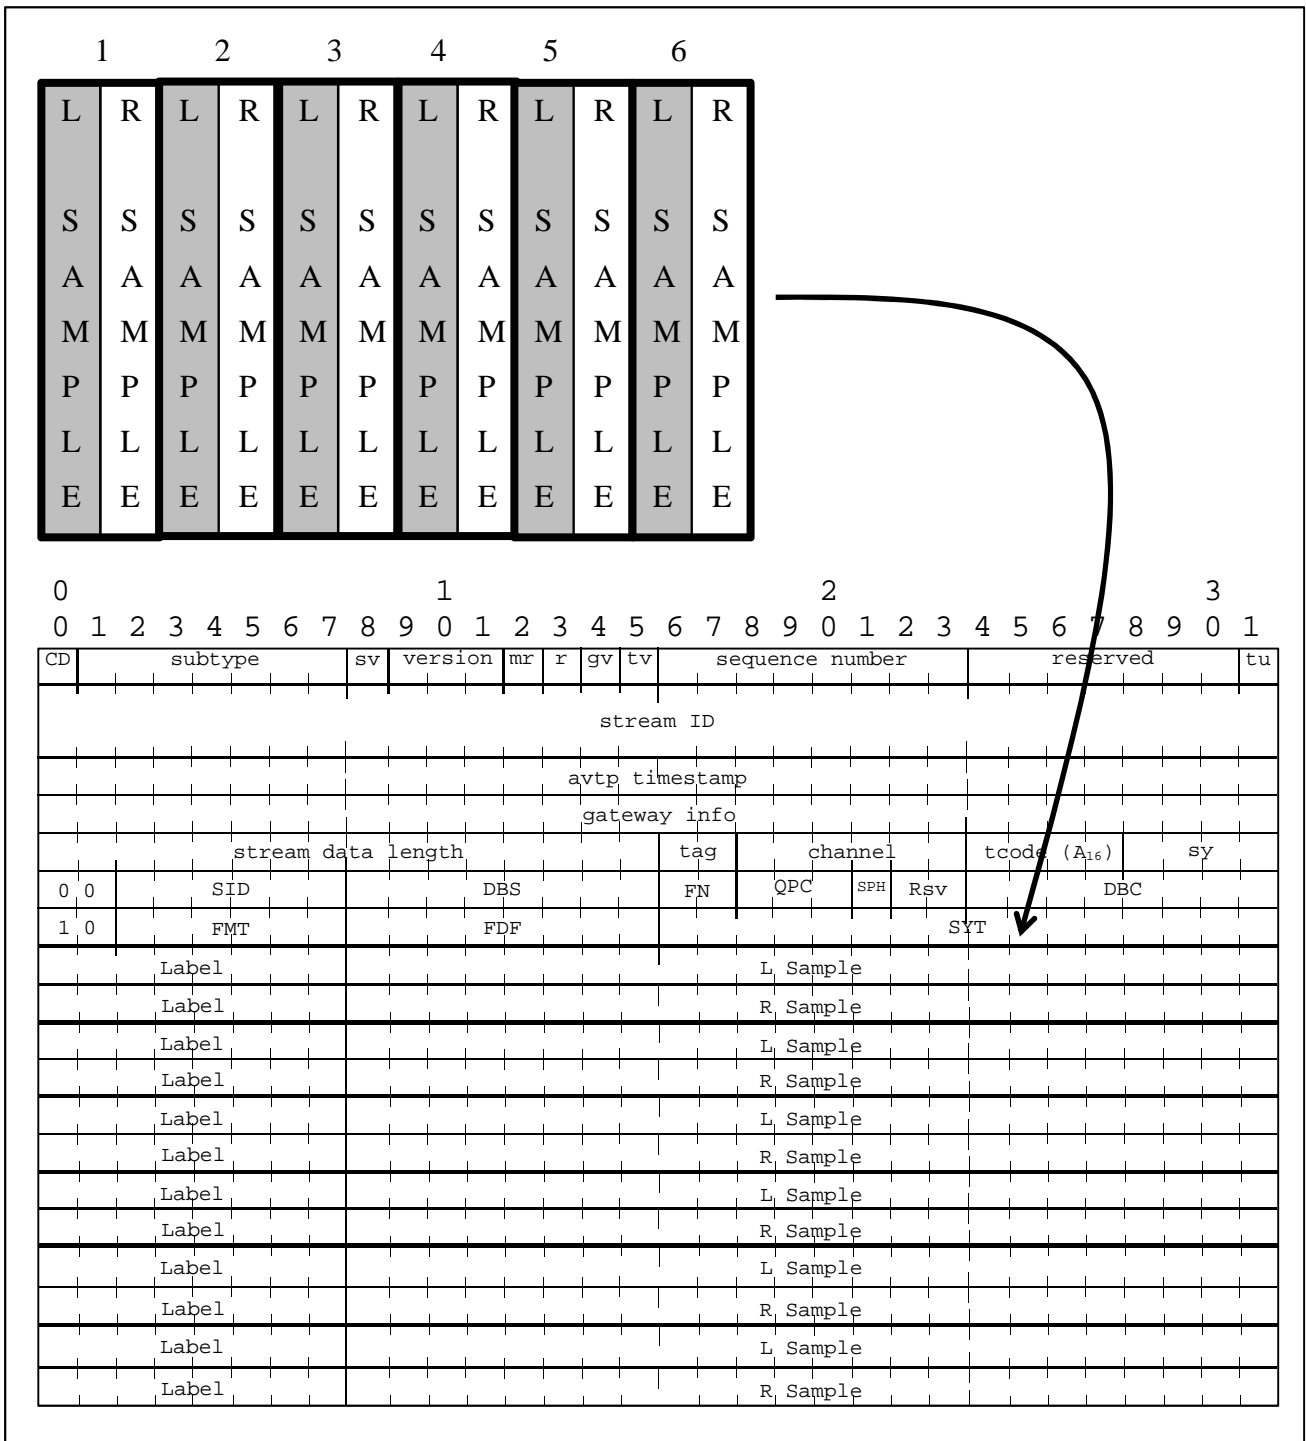 1 2 3 4 5 6
L R L R L R L R L R L R
S S S S S S S S S S S S
A A A A A A A A A A A A
M M M M M M M M M M M M
P P P P P P P P P P P P
L L L L L L L L L L L L
E E E E E E E E E E E E
0 1 2 3
0 1 2 3 4 5 6 7 8 9 0 1 2 3 4 5 6 7 8 9 0 1 2 3 4 5 6 7 8 9 0 1
CD subtype sv version mr r gv tv sequence number reserved tu
stream ID
avtp timestamp
gateway info
stream data length tag channel tcode (A₁₆) sy
0 0 SID DBS FN QPC SPH Rsv DBC
1 0 FMT FDF SYT
Label L Sample
Label R Sample
Label L Sample
Label R Sample
Label L Sample
Label R Sample
Label L Sample
Label R Sample
Label L Sample
Label R Sample
Label L Sample
Label R Sample